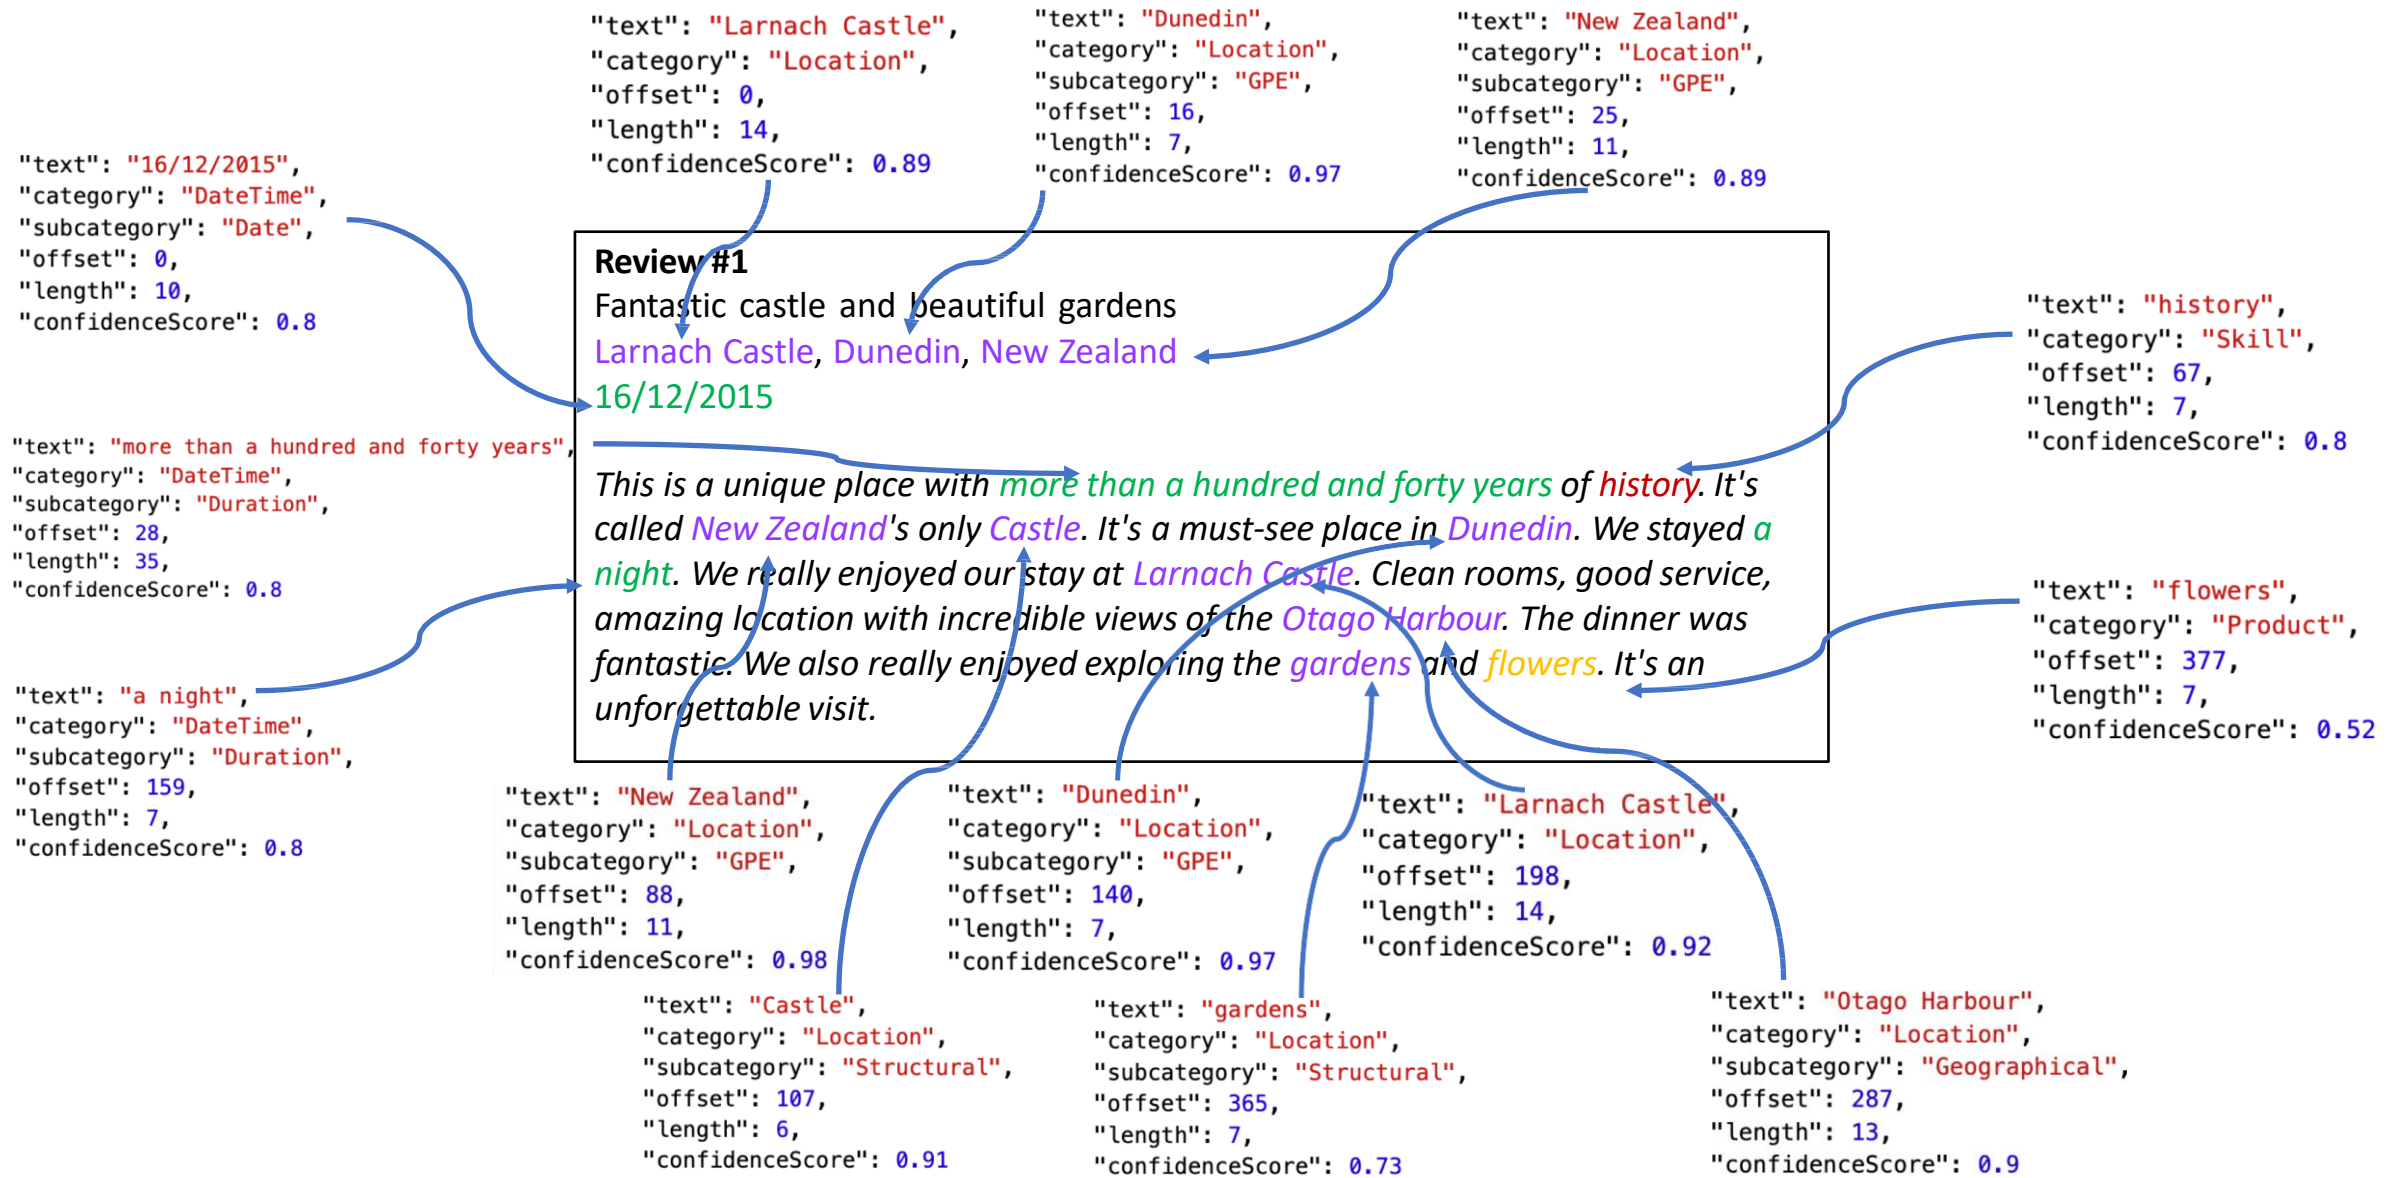 "text": "Larnach Castle",
"category": "Location",
"offset": 0,
"length": 14,
"confidenceScore": 0.89
"text": "Dunedin",
"category": "Location",
"subcategory": "GPE",
"offset": 16,
"length": 7,
"confidenceScore": 0.97
"text": "New Zealand",
"category": "Location",
"subcategory": "GPE",
"offset": 25,
"length": 11,
"confidenceScore": 0.89
"text": "16/12/2015",
"category": "DateTime",
"subcategory": "Date",
"offset": 0,
"length": 10,
"confidenceScore": 0.8
"text": "more than a hundred and forty years",
"category": "DateTime",
"subcategory": "Duration",
"offset": 28,
"length": 35,
"confidenceScore": 0.8
"text": "a night",
"category": "DateTime",
"subcategory": "Duration",
"offset": 159,
"length": 7,
"confidenceScore": 0.8
Review #1
Fantastic castle and beautiful gardens
Larnach Castle, Dunedin, New Zealand
16/12/2015
This is a unique place with more than a hundred and forty years of history. It's
called New Zealand's only Castle. It's a must-see place in Dunedin. We stayed a
night. We really enjoyed our stay at Larnach Castle. Clean rooms, good service,
amazing location with incredible views of the Otago Harbour. The dinner was
fantastic. We also really enjoyed exploring the gardens and flowers. It's an
unforgettable visit.
"text": "history",
"category": "Skill",
"offset": 67,
"length": 7,
"confidenceScore": 0.8
"text": "flowers",
"category": "Product",
"offset": 377,
"length": 7,
"confidenceScore": 0.52
"text": "New Zealand",
"category": "Location",
"subcategory": "GPE",
"offset": 88,
"length": 11,
"confidenceScore": 0.98
"text": "Dunedin",
"category": "Location",
"subcategory": "GPE",
"offset": 140,
"length": 7,
"confidenceScore": 0.97
"text": "Larnach Castle",
"category": "Location",
"offset": 198,
"length": 14,
"confidenceScore": 0.92
"text": "Castle",
"category": "Location",
"subcategory": "Structural",
"offset": 107,
"length": 6,
"confidenceScore": 0.91
"text": "gardens",
"category": "Location",
"subcategory": "Structural",
"offset": 365,
"length": 7,
"confidenceScore": 0.73
"text": "Otago Harbour",
"category": "Location",
"subcategory": "Geographical",
"offset": 287,
"length": 13,
"confidenceScore": 0.9